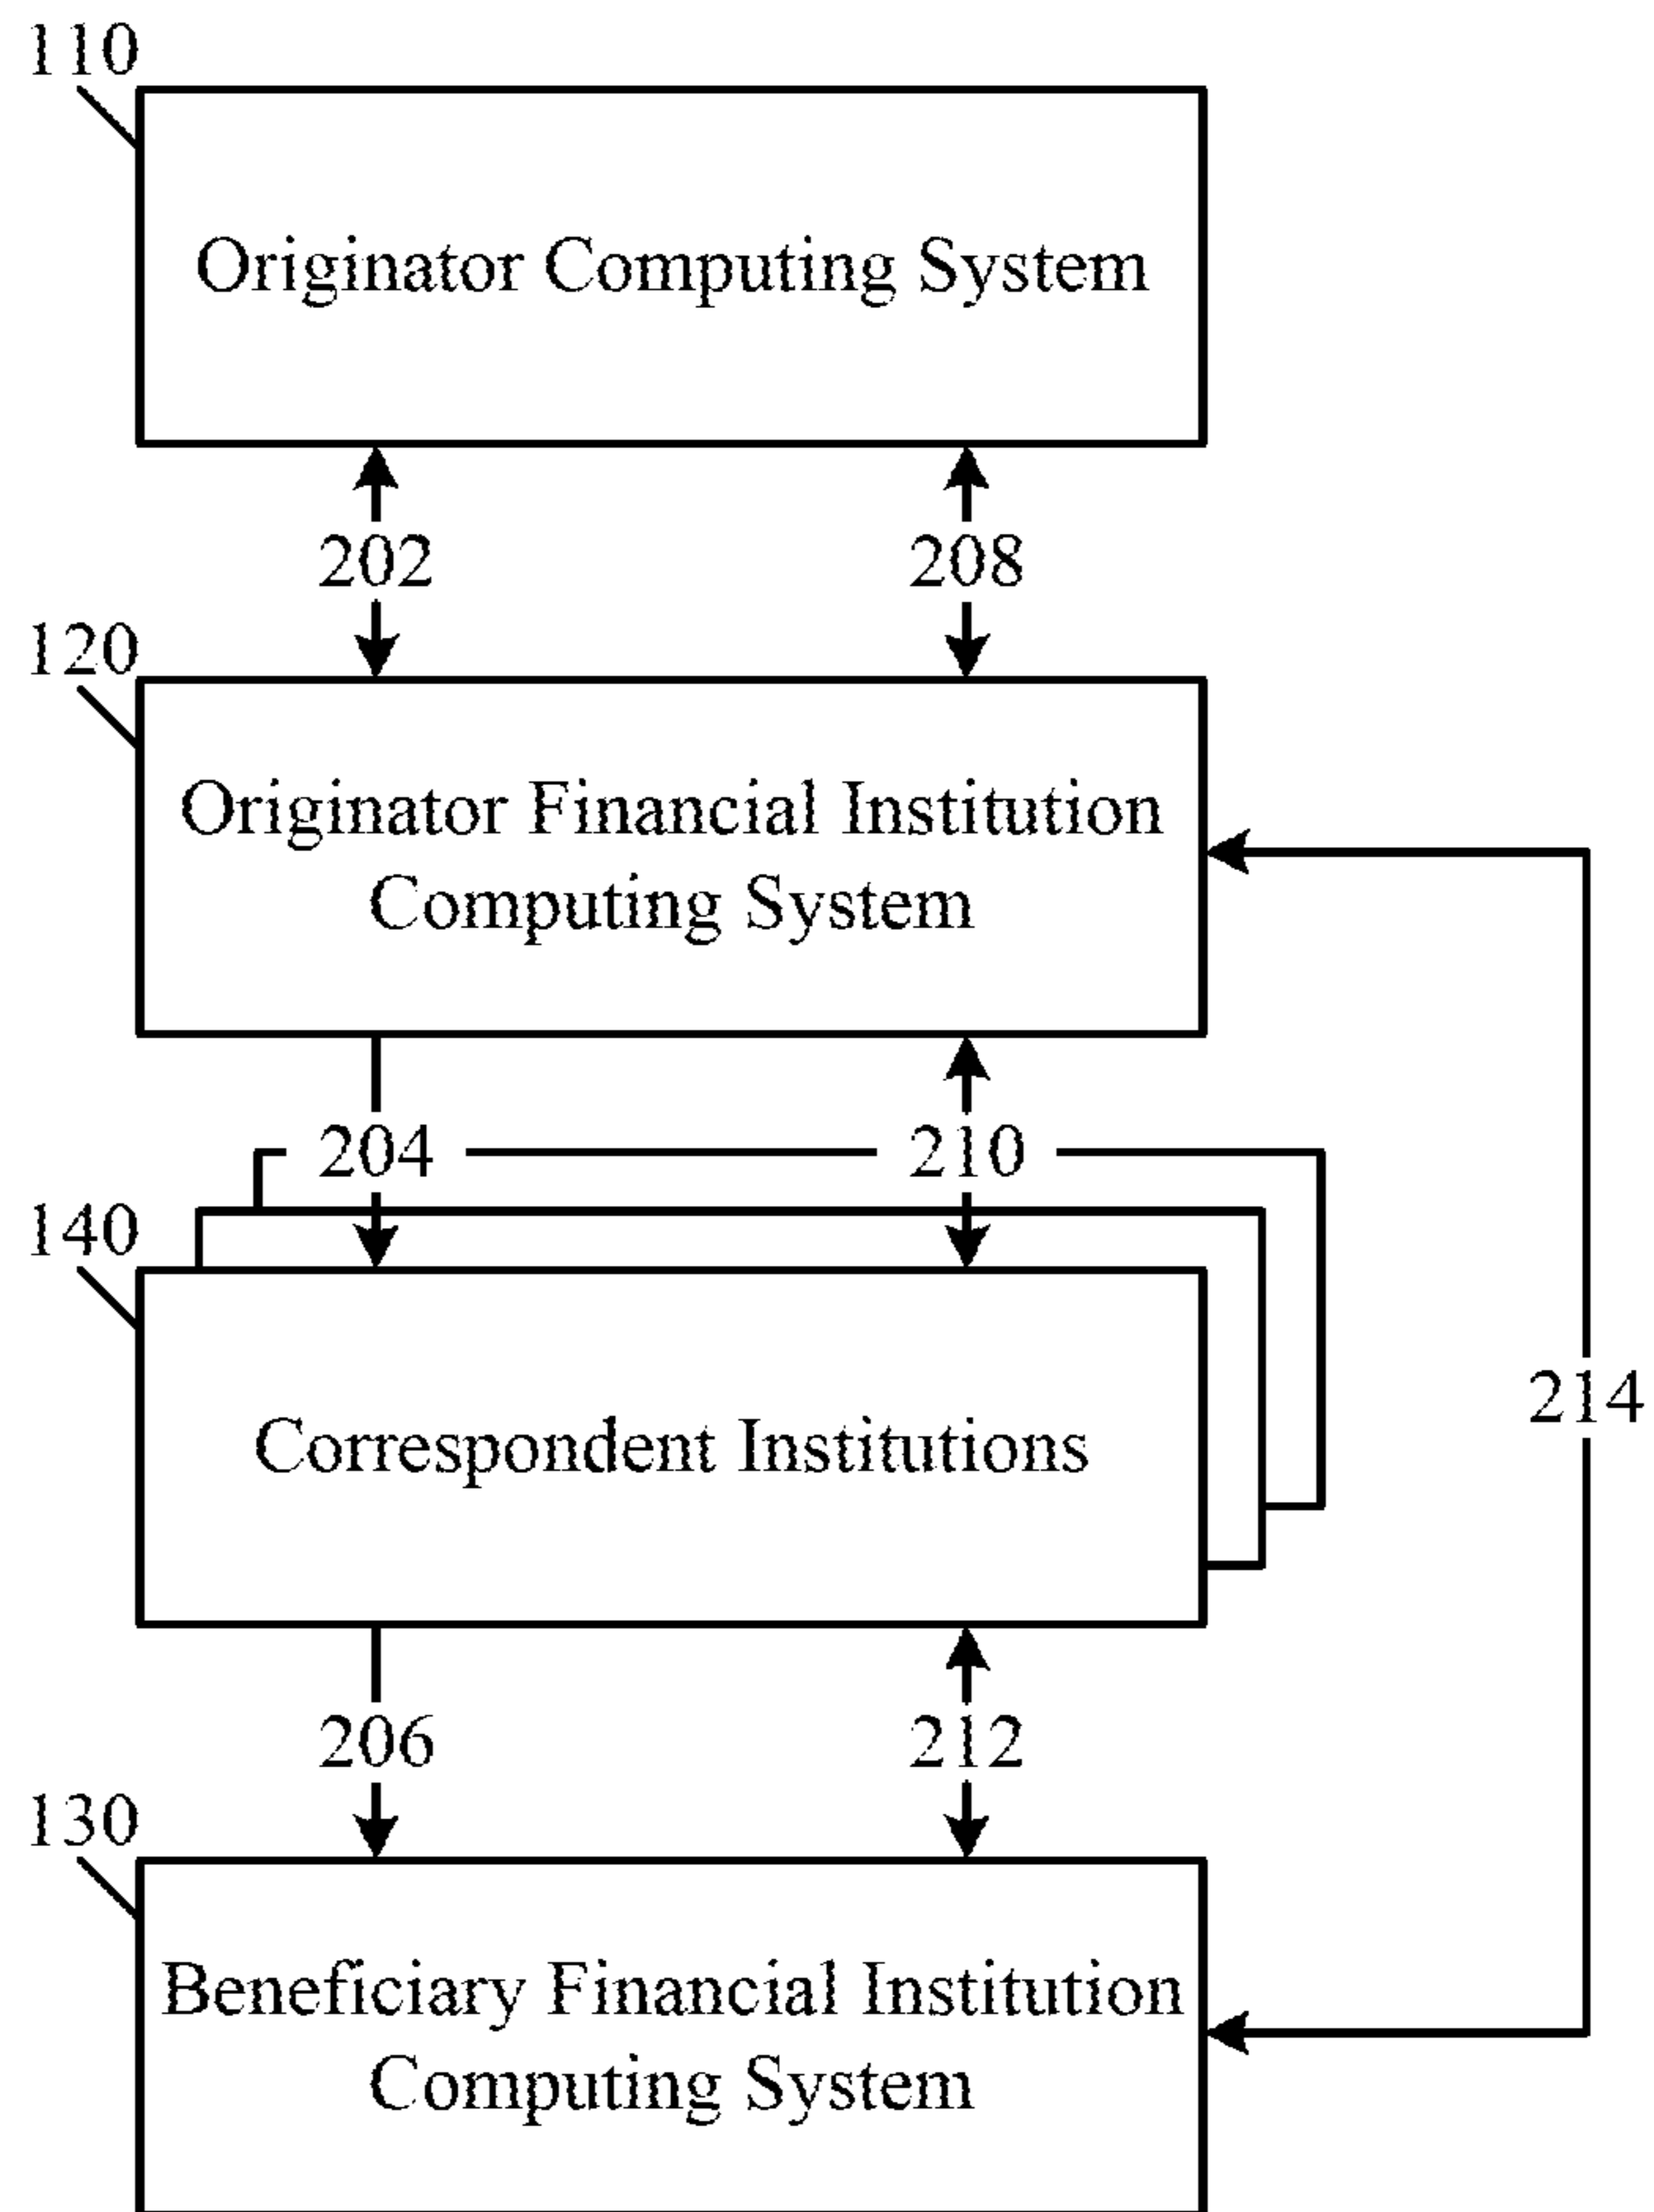 110
Originator Computing System
202 208
120
Originator Financial Institution
Computing System
204 210
140
Correspondent Institutions
214
206 212
130
Beneficiary Financial Institution
Computing System